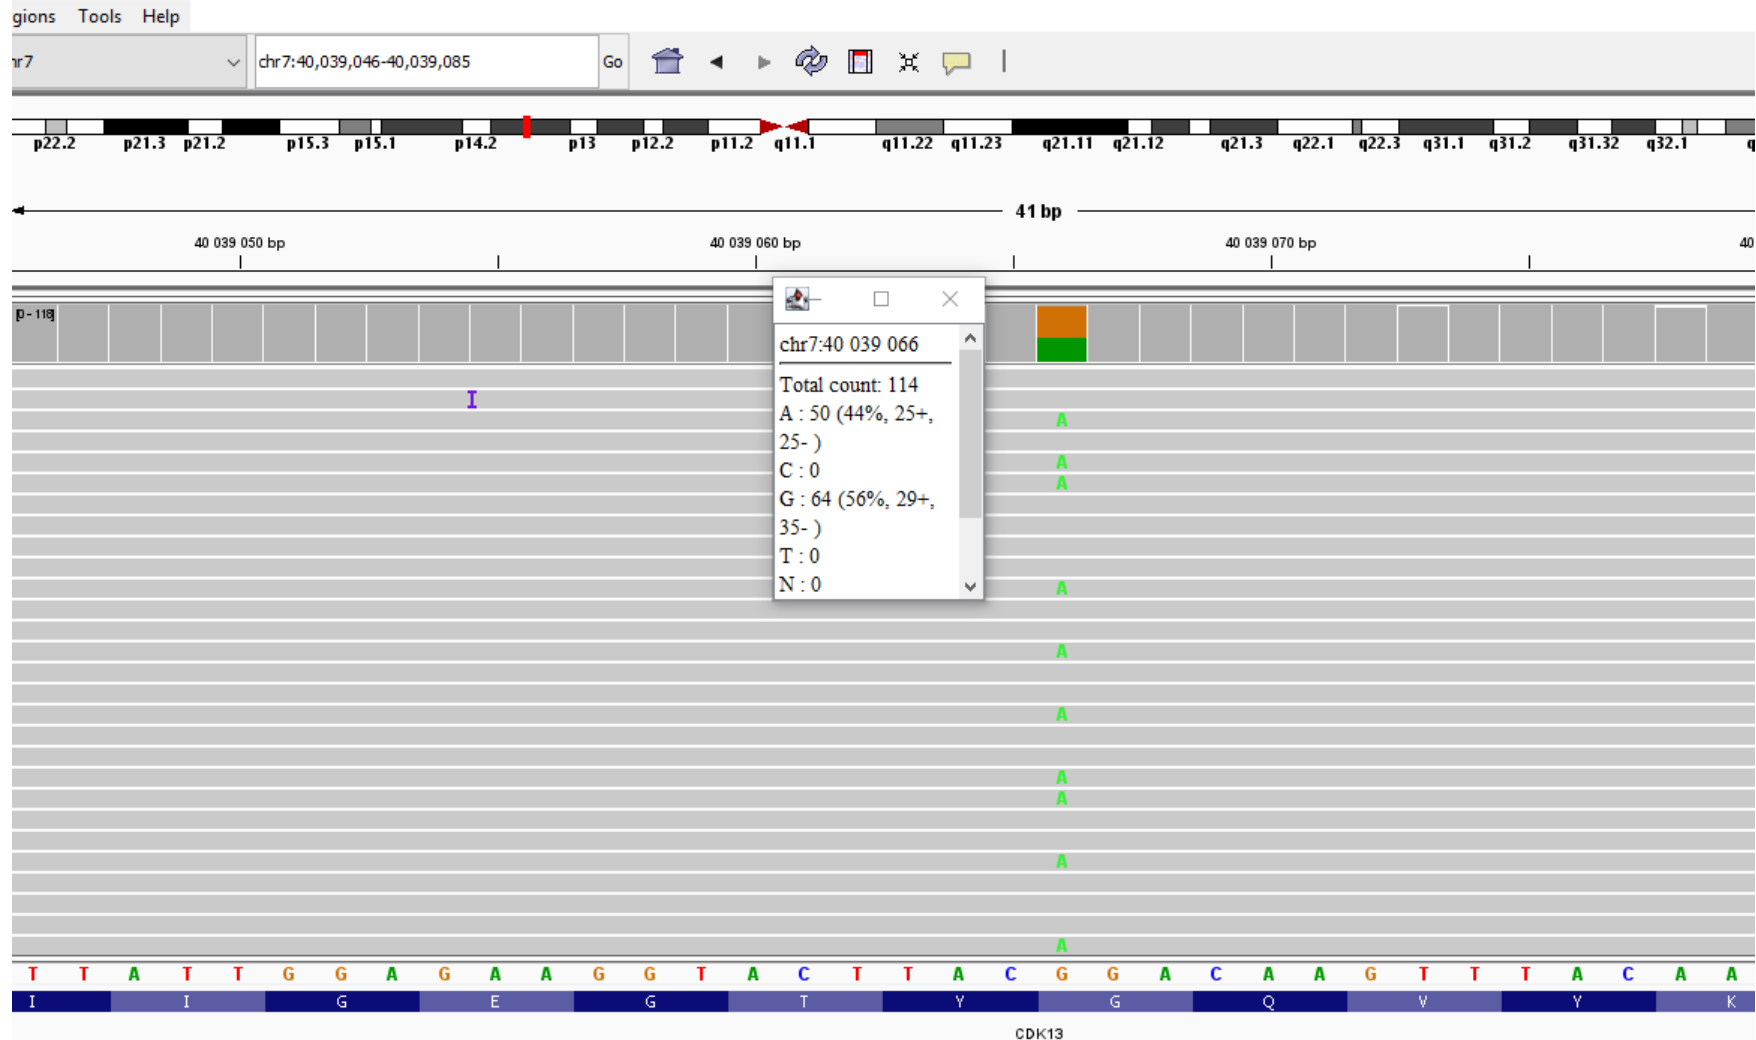 gions Tools Help
hr7
chr7:40,039,046-40,039,085
Go
p22.2 p21.3 p21.2 p15.3 p15.1 p14.2 p13 p12.2 p11.2 q11.1 q11.22 q11.23 q21.11 q21.12 q21.3 q22.1 q22.3 q31.1 q31.2 q31.32 q32.1 q
41 bp
40 039 050 bp 40 039 060 bp 40 039 070 bp 40
[0 - 118]
chr7:40 039 066
Total count: 114
A : 50 (44%, 25+,
25- )
C : 0
G : 64 (56%, 29+,
35- )
T : 0
N : 0
I
A
A
A
A
A
A
A
A
A
A
T T A T T G G A G A A G G T A C T T A C G G A C A A G T T T A C A A
I I G E G T Y G Q V Y K
CDK13